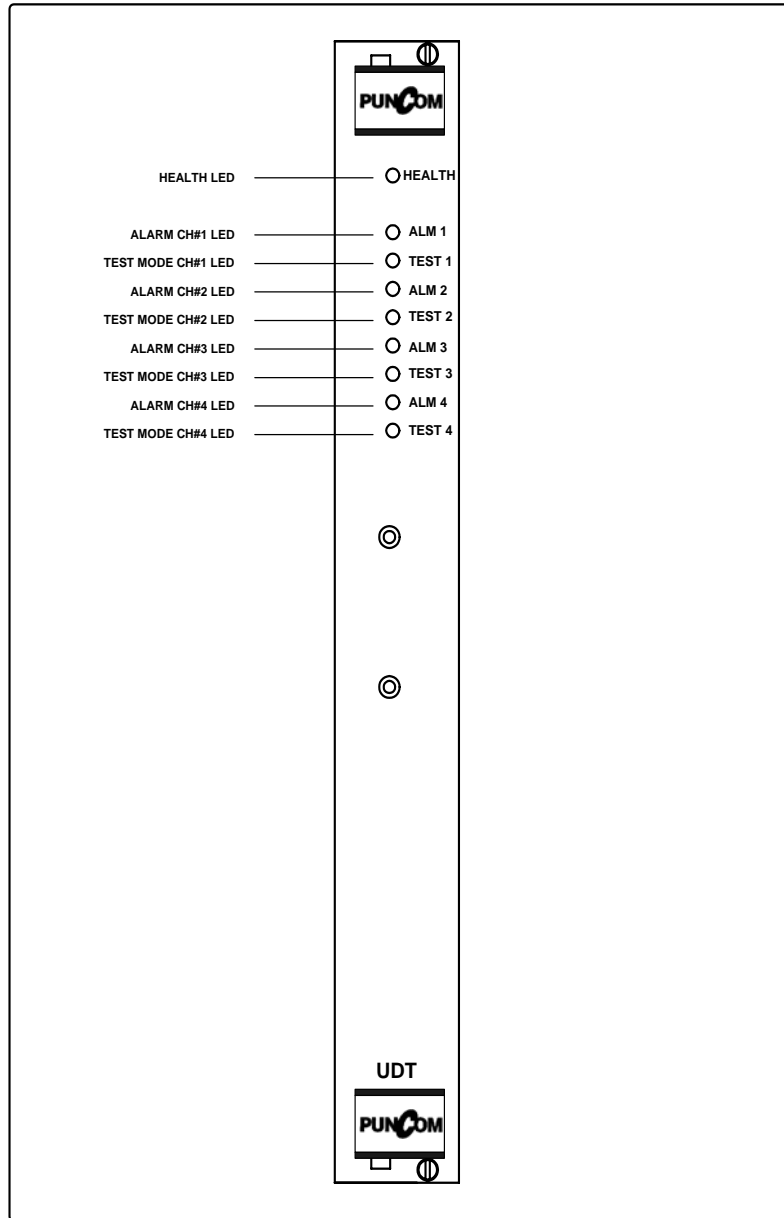 PUNCOM
HEALTH LED HEALTH
ALARM CH#1 LED ALM 1
TEST MODE CH#1 LED TEST 1
ALARM CH#2 LED ALM 2
TEST MODE CH#2 LED TEST 2
ALARM CH#3 LED ALM 3
TEST MODE CH#3 LED TEST 3
ALARM CH#4 LED ALM 4
TEST MODE CH#4 LED TEST 4
UDT
PUNCOM